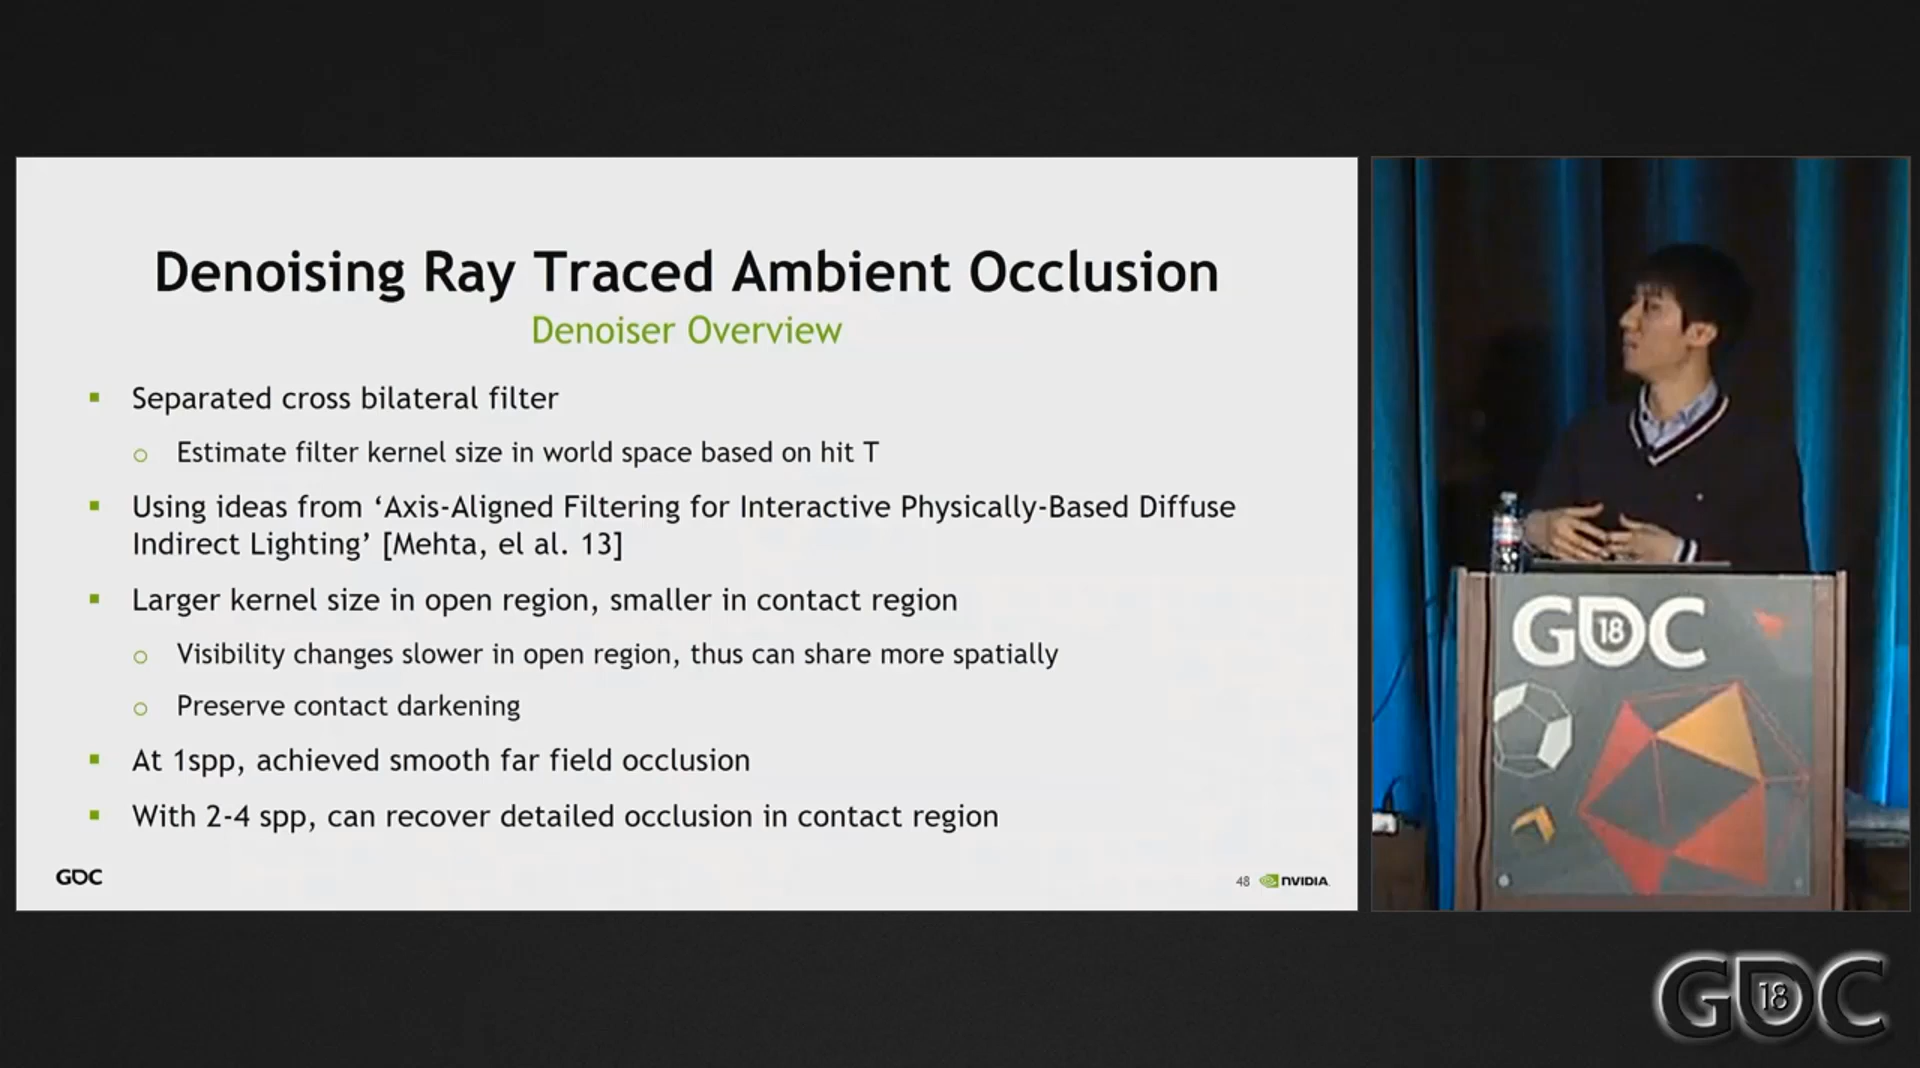 Denoising Ray Traced Ambient Occlusion
Denoiser Overview
Separated cross bilateral filter
Estimate filter kernel size in world space based on hit T
Using ideas from ‘Axis-Aligned Filtering for Interactive Physically-Based Diffuse
Indirect Lighting’ [Mehta, el al. 13]
Larger kernel size in open region, smaller in contact region
Visibility changes slower in open region, thus can share more spatially
Preserve contact darkening
At 1spp, achieved smooth far field occlusion
With 2-4 spp, can recover detailed occlusion in contact region
GDC
48 NVIDIA
GDC 18
GDC 18